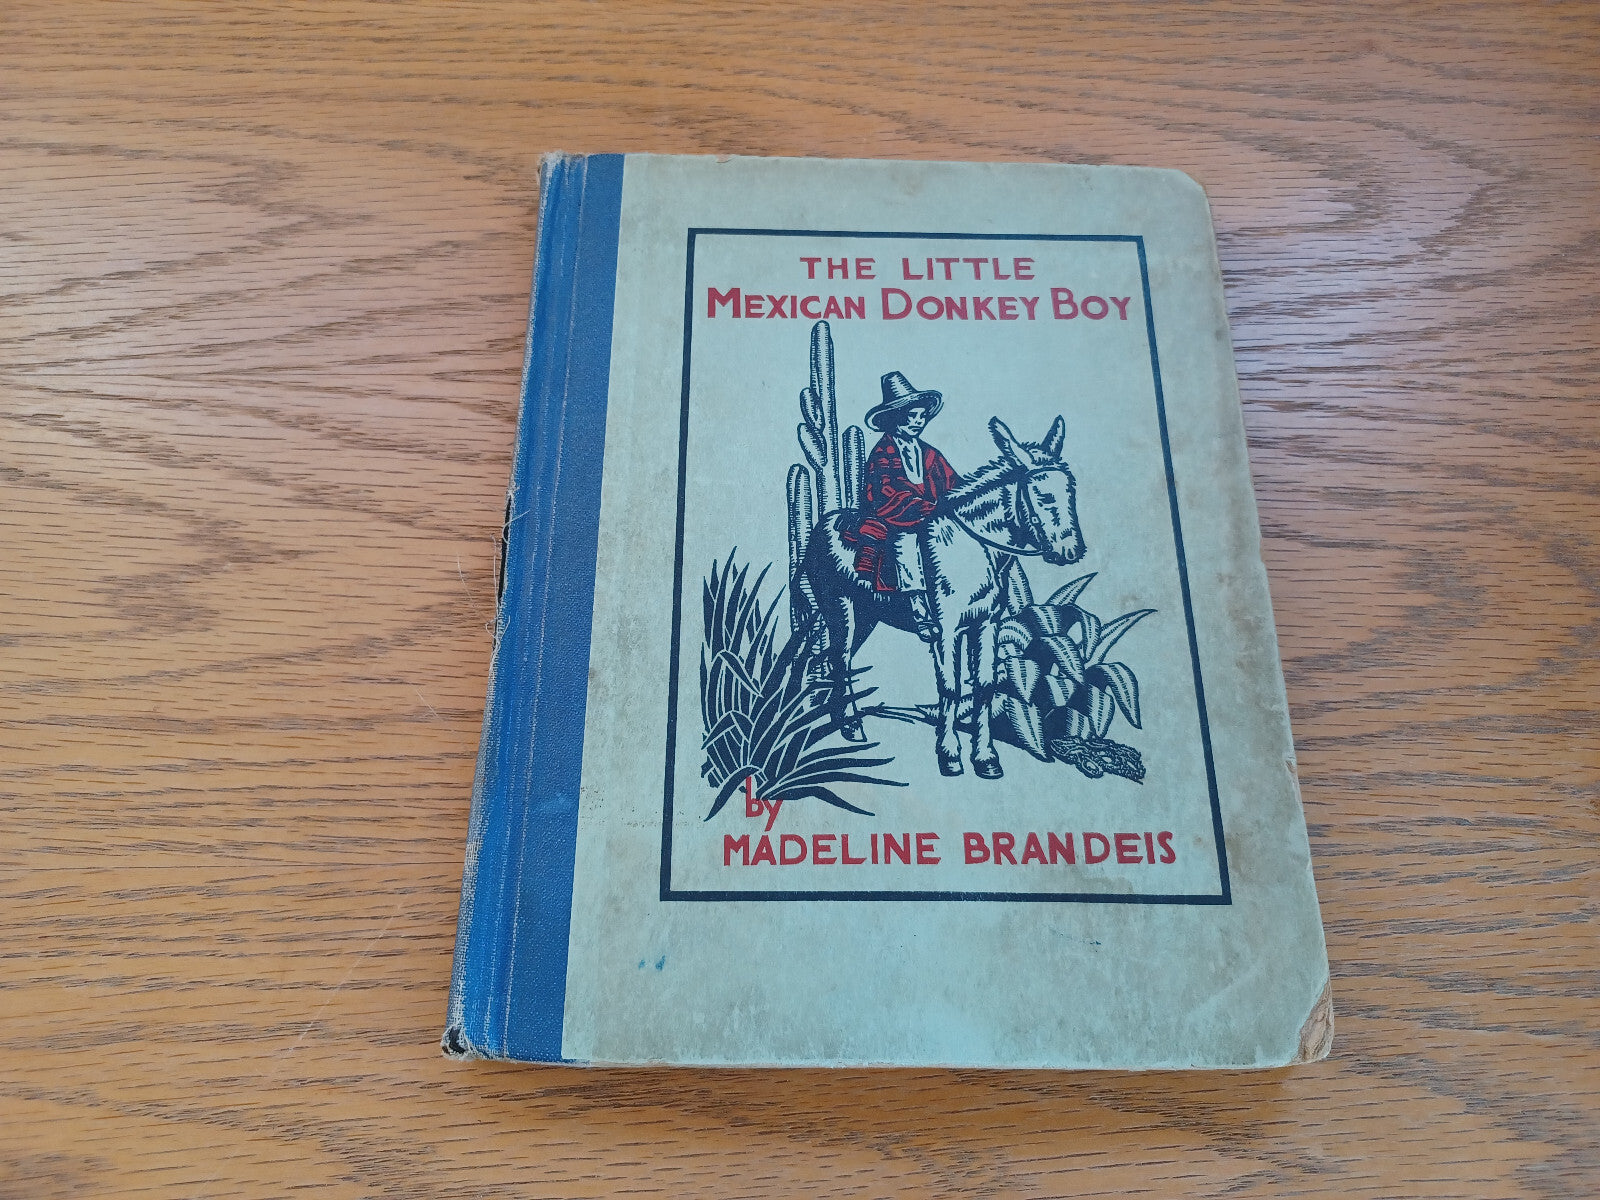 THE LITTLE
MEXICAN DONKEY BOY
by
MADELINE BRANDEIS